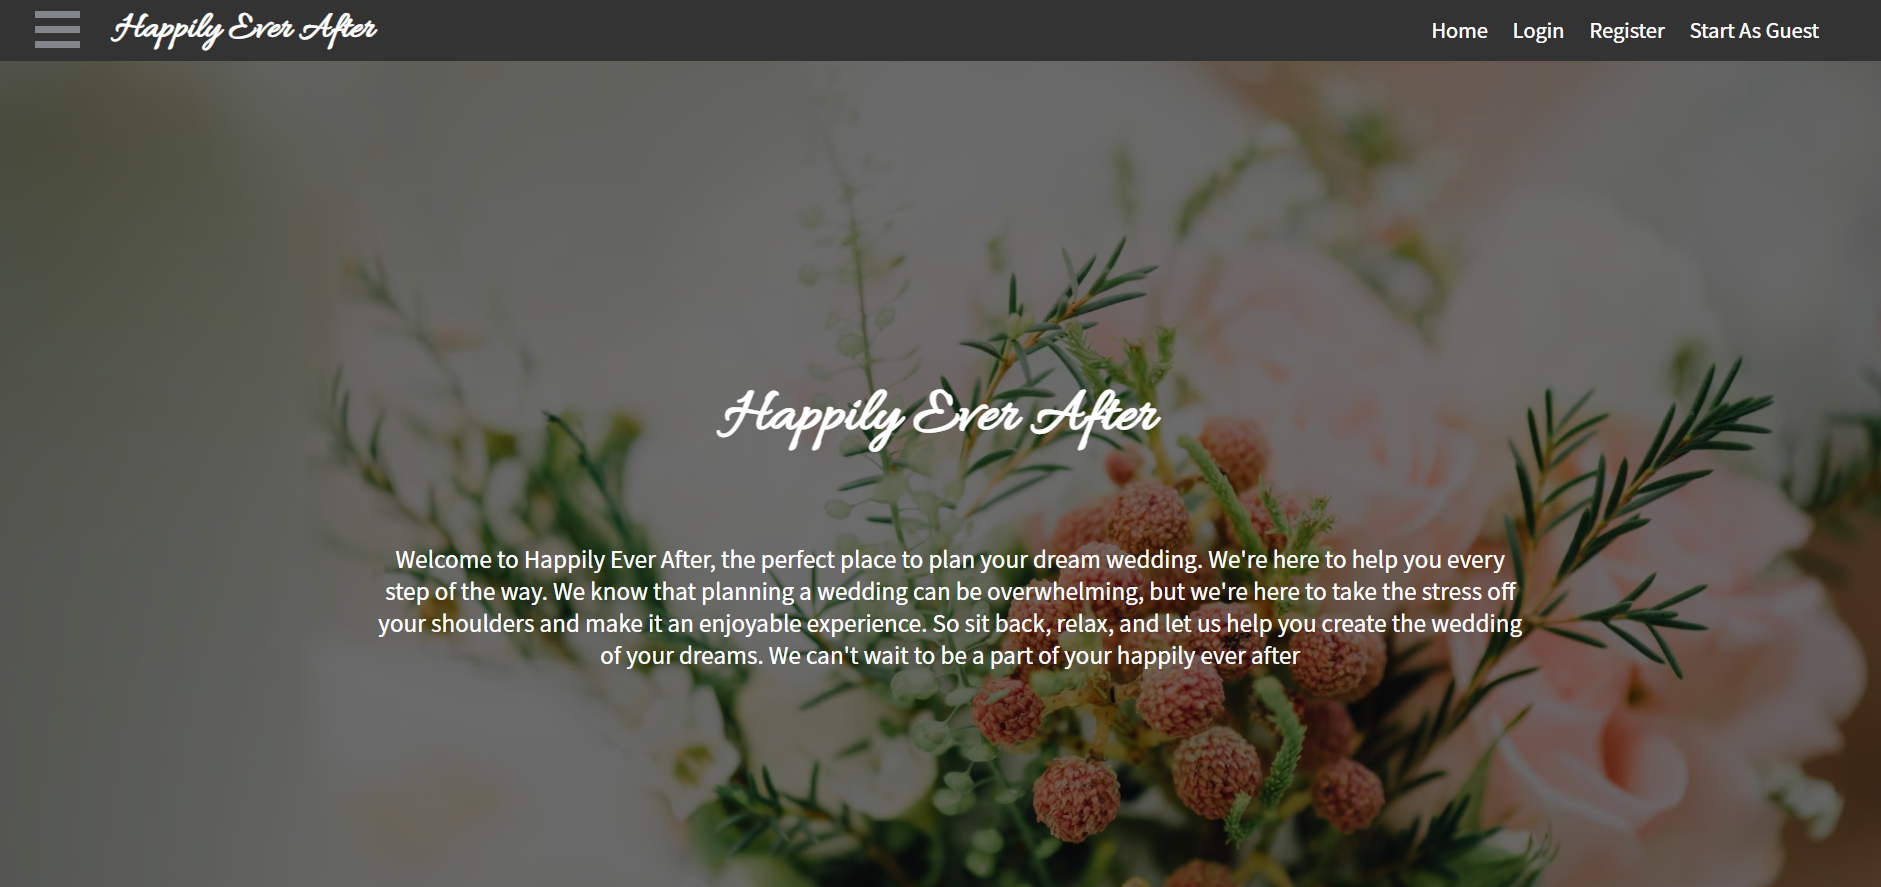 Happily Ever After
Home Login Register Start As Guest
Happily Ever After
Welcome to Happily Ever After, the perfect place to plan your dream wedding. We're here to help you every
step of the way. We know that planning a wedding can be overwhelming, but we're here to take the stress off
your shoulders and make it an enjoyable experience. So sit back, relax, and let us help you create the wedding
of your dreams. We can't wait to be a part of your happily ever after